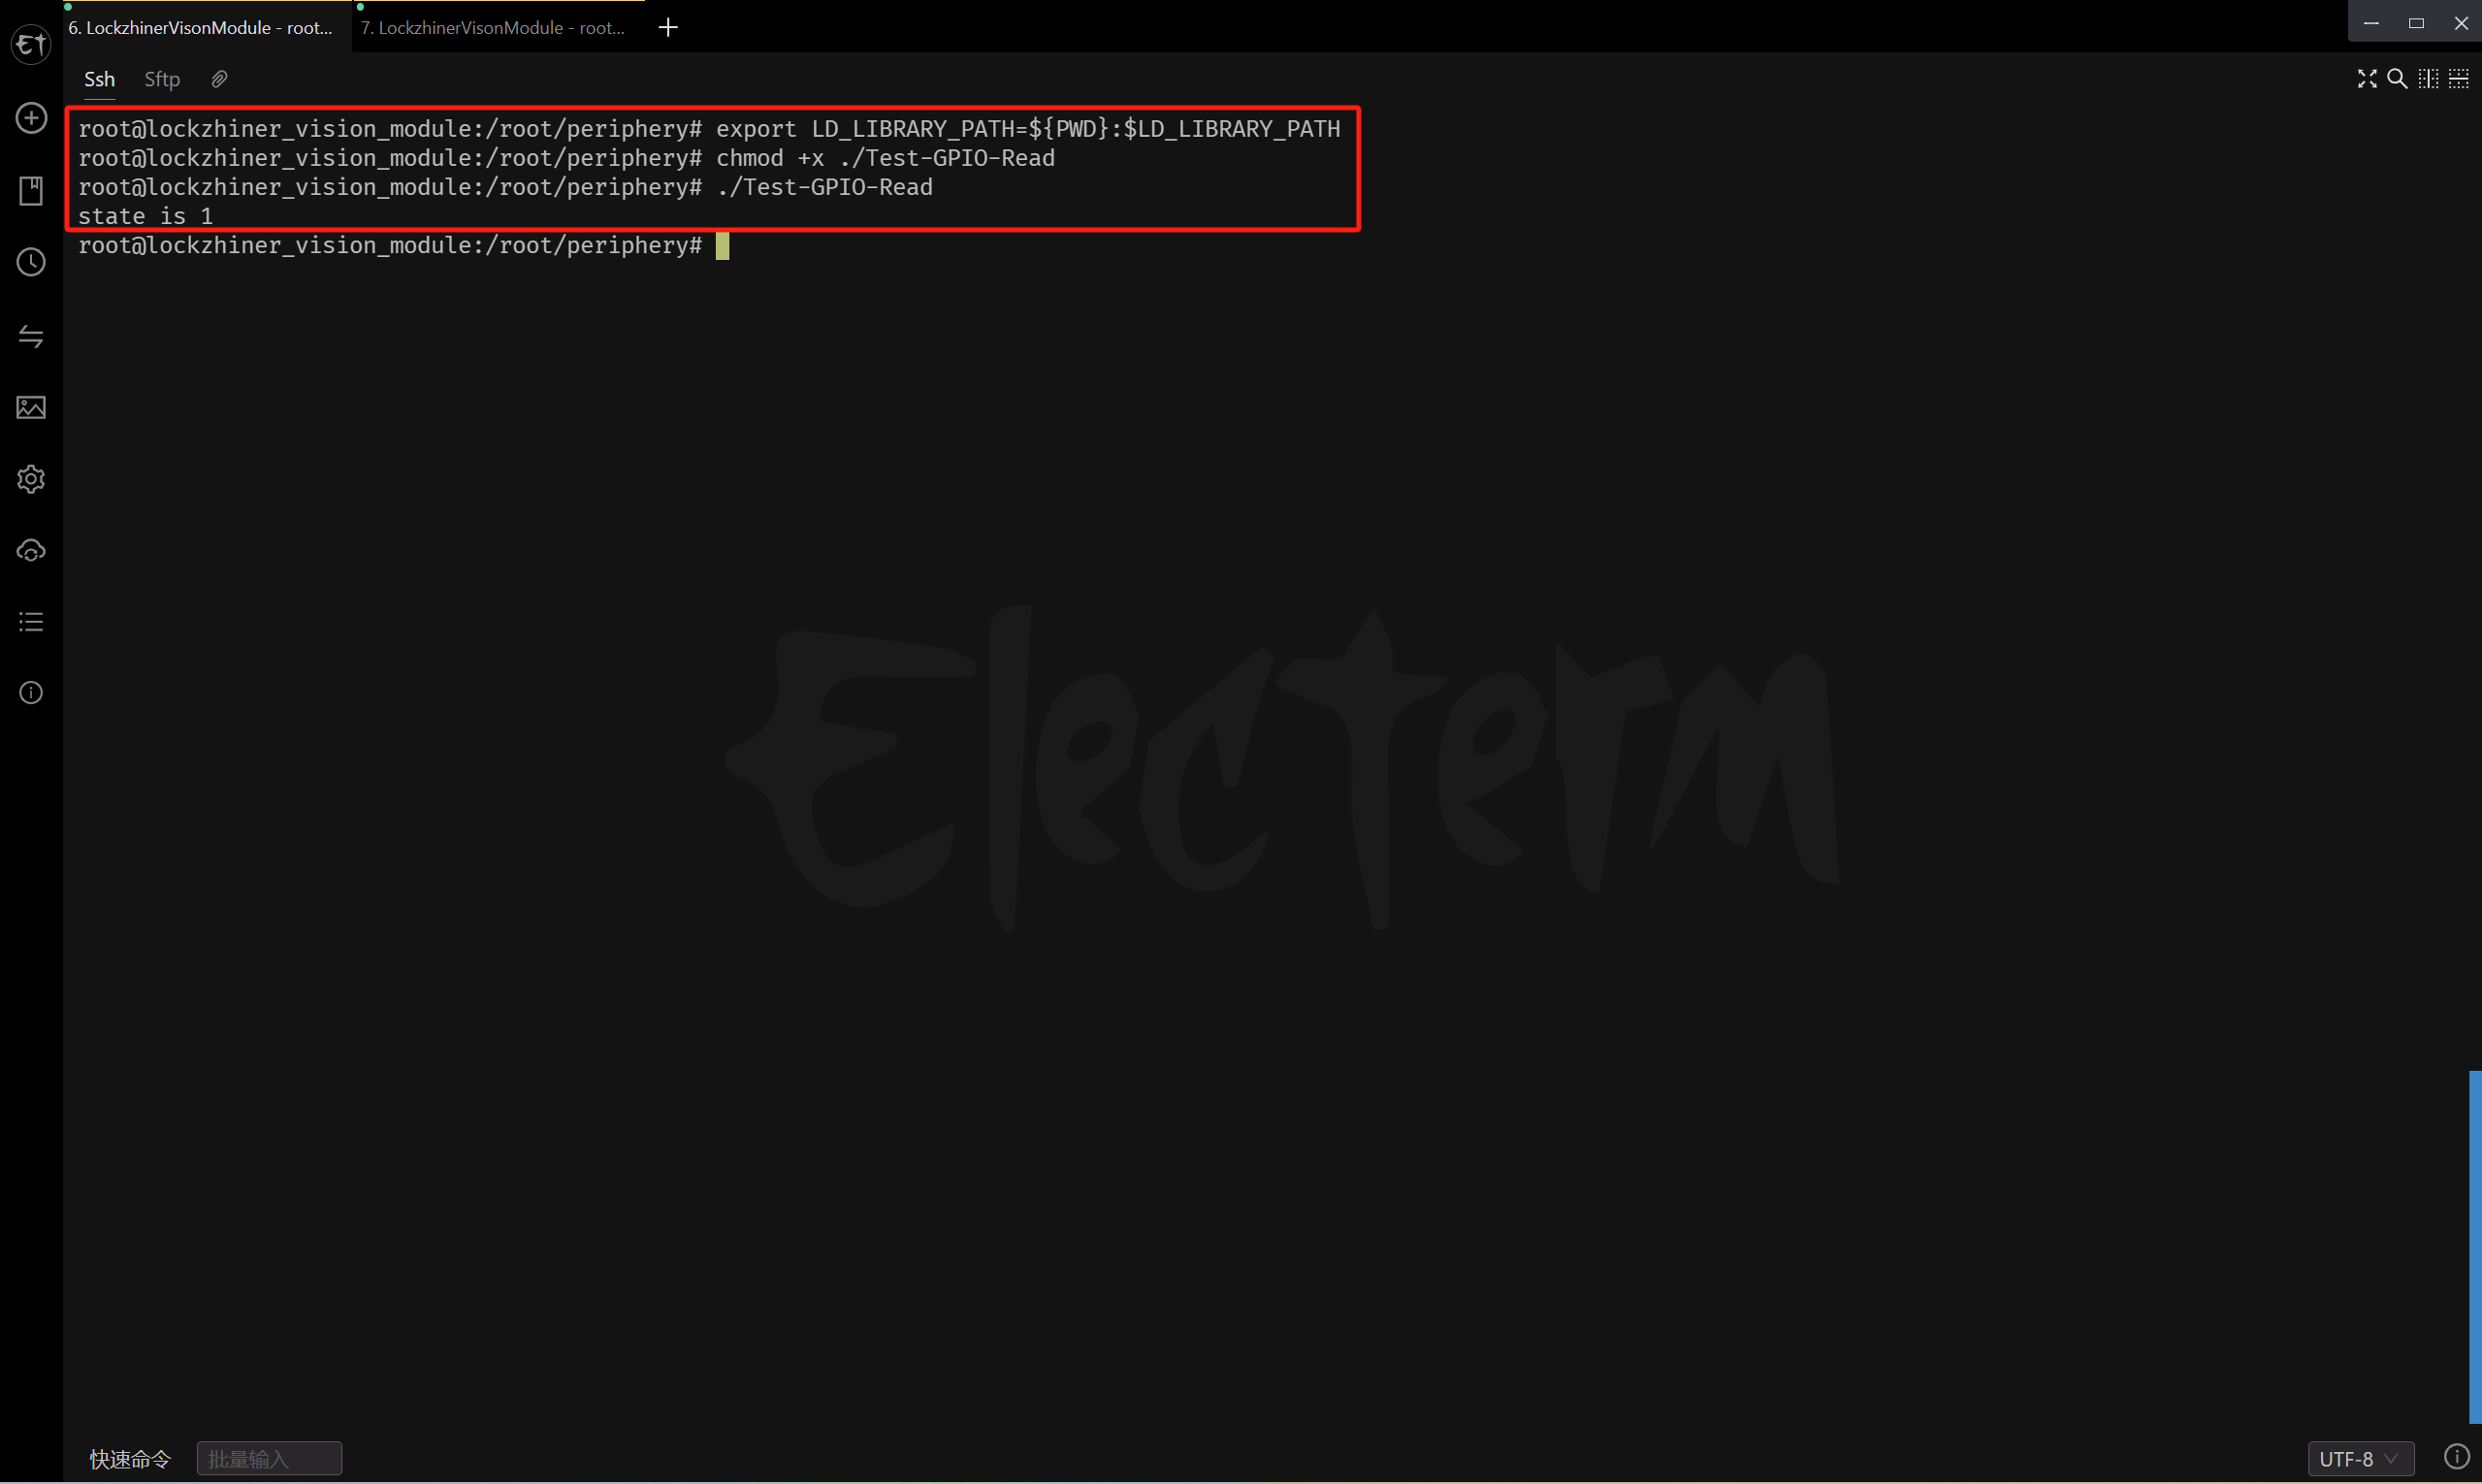 6. LockzhinerVisonModule - root...
7. LockzhinerVisonModule - root...
Ssh Sftp
root@lockzhiner_vision_module:/root/periphery# export LD_LIBRARY_PATH=${PWD}:$LD_LIBRARY_PATH
root@lockzhiner_vision_module:/root/periphery# chmod +x ./Test-GPIO-Read
root@lockzhiner_vision_module:/root/periphery# ./Test-GPIO-Read
state is 1
root@lockzhiner_vision_module:/root/periphery#
Electerm
快速命令 批量输入 UTF-8